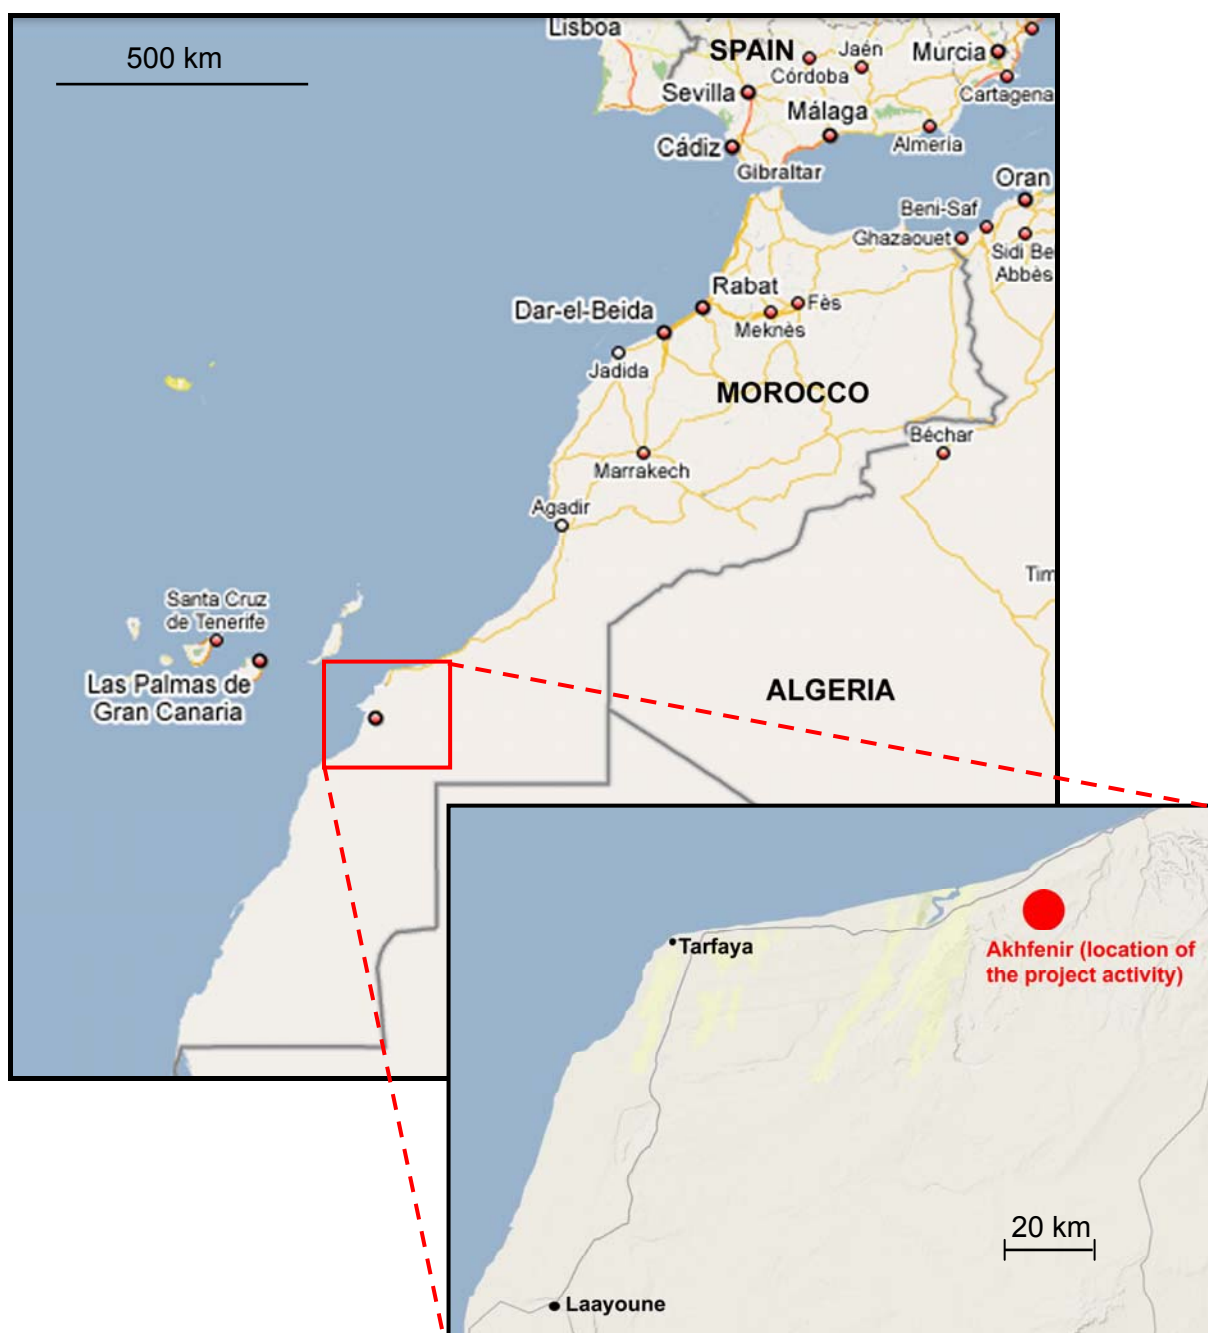 Lisboa
500 km
SPAIN
Jaén
Murcia
Córdoba
Sevilla
Cartagena
Málaga
Cádiz
Almería
Gibraltar
Oran
Beni-Saf
Ghazaouet
Sidi Be
Abbès
Rabat
Dar-el-Beida
Fès
Meknès
Jadida
MOROCCO
Béchar
Marrakech
Agadir
Tim
Santa Cruz
de Tenerife
Las Palmas de
Gran Canaria
ALGERIA
Tarfaya
Akhfenir (location of
the project activity)
20 km
Laayoune